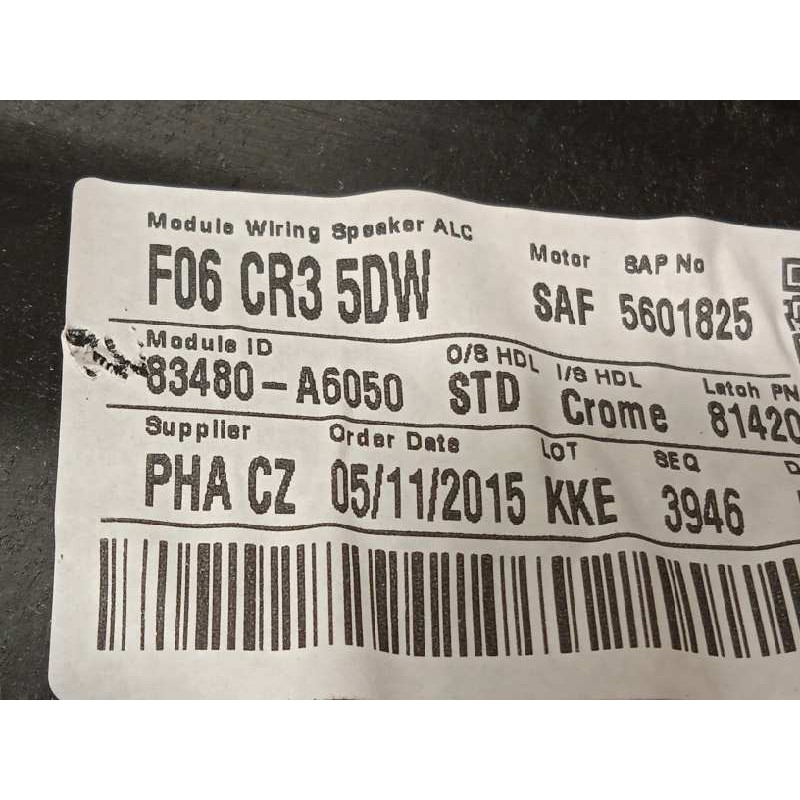 Module Wiring Speaker ALC Motor SAP No
F06 CR3 5DW SAF 5601825
Module ID O/S HDL I/S HDL Latch PN
83480-A6050 STD Crome 81420
Supplier Order Date LOT SEQ
PHA CZ 05/11/2015 KKE 3946